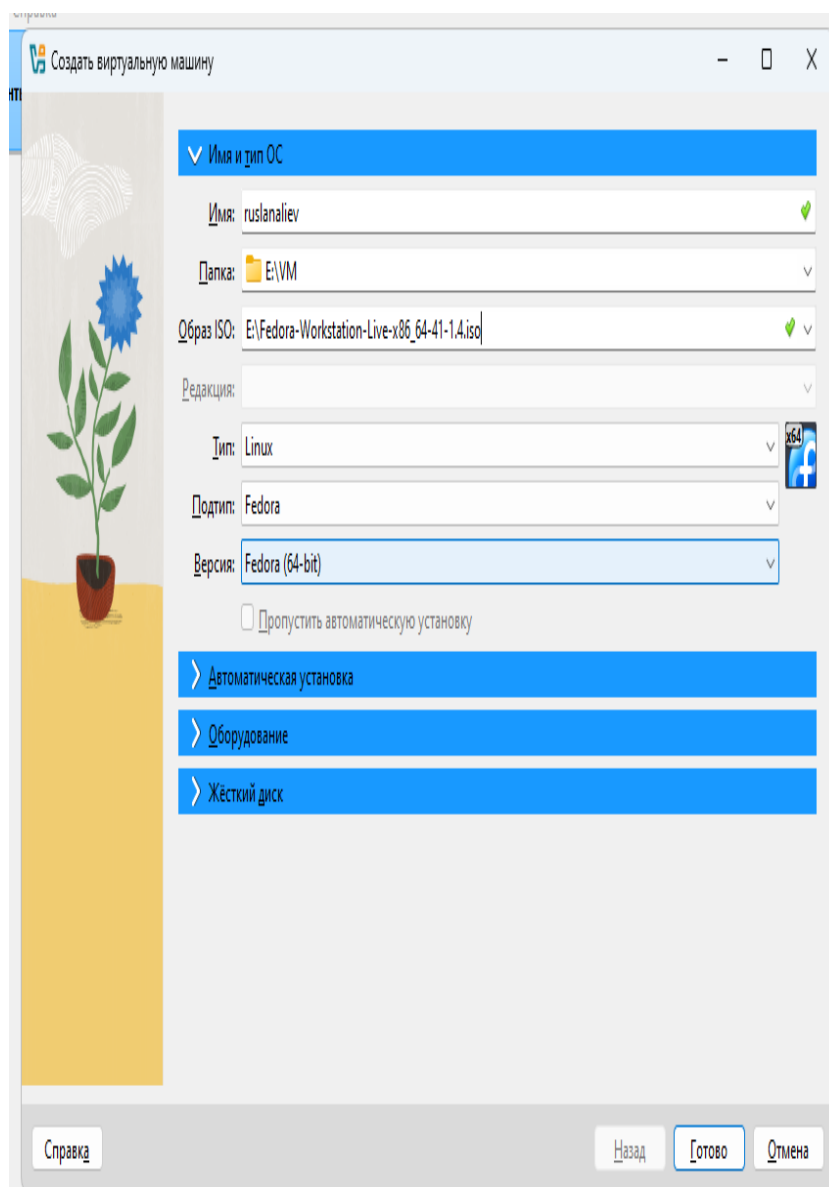 Справка
Создать виртуальную машину
Имя и тип ОС
Имя: ruslanaliev
Папка: E:\VM
Образ ISO: E:\Fedora-Workstation-Live-x86_64-41-1.4.iso
Редакция:
Тип: Linux
x64
Подтип: Fedora
Версия: Fedora (64-bit)
Пропустить автоматическую установку
Автоматическая установка
Оборудование
Жёсткий диск
Справка Назад Готово Отмена